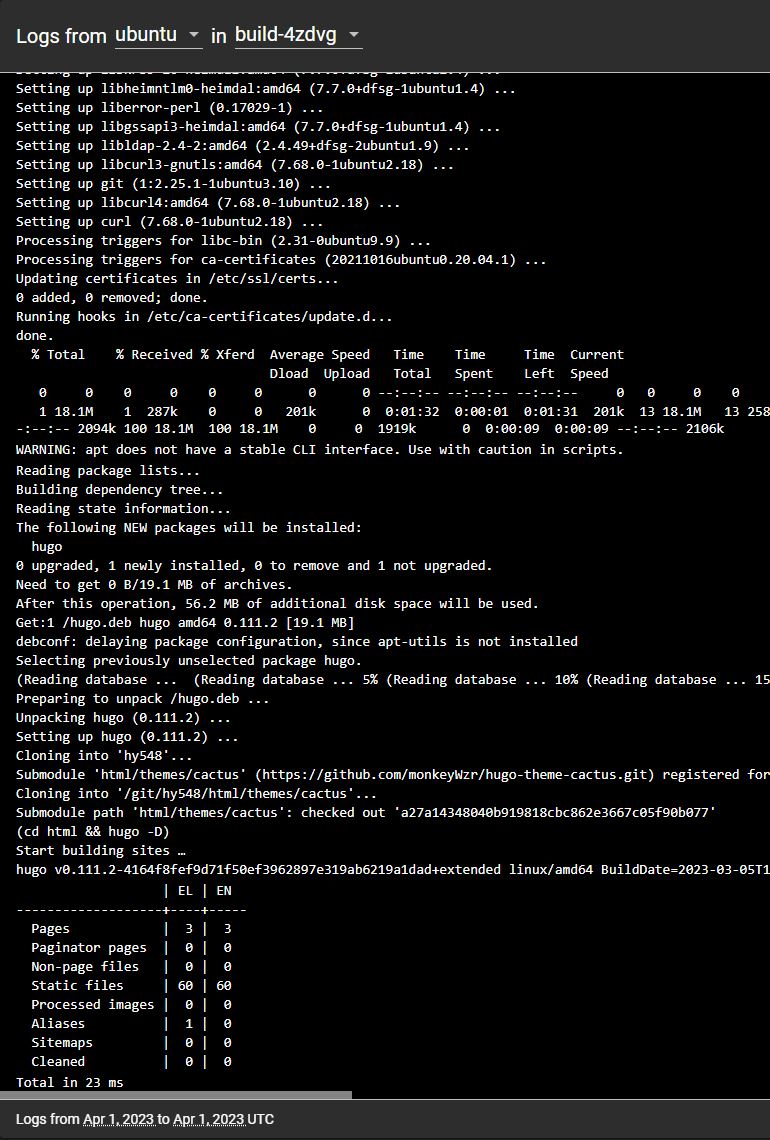 Logs from ubuntu in build-4zdvg
Setting up libheimntlm0-heimdal:amd64 (7.7.0+dfsg-1ubuntu1.4) ...
Setting up liberror-perl (0.17029-1) ...
Setting up libgssapi3-heimdal:amd64 (7.7.0+dfsg-1ubuntu1.4) ...
Setting up libldap-2.4-2:amd64 (2.4.49+dfsg-2ubuntu1.9) ...
Setting up libcurl3-gnutls:amd64 (7.68.0-1ubuntu2.18) ...
Setting up git (1:2.25.1-1ubuntu3.10) ...
Setting up libcurl4:amd64 (7.68.0-1ubuntu2.18) ...
Setting up curl (7.68.0-1ubuntu2.18) ...
Processing triggers for libc-bin (2.31-0ubuntu9.9) ...
Processing triggers for ca-certificates (20211016ubuntu0.20.04.1) ...
Updating certificates in /etc/ssl/certs...
0 added, 0 removed; done.
Running hooks in /etc/ca-certificates/update.d...
done.
% Total % Received % Xferd Average Speed Time Time Time Current
Dload Upload Total Spent Left Speed
0 0 0 0 0 0 0 0 --:--:-- --:--:-- --:--:-- 0 0 0 0
1 18.1M 1 287k 0 0 201k 0 0:01:32 0:00:01 0:01:31 201k 13 18.1M 13 258
-:--:-- 2094k 100 18.1M 100 18.1M 0 0 1919k 0 0:00:09 0:00:09 --:--:-- 2106k
WARNING: apt does not have a stable CLI interface. Use with caution in scripts.
Reading package lists...
Building dependency tree...
Reading state information...
The following NEW packages will be installed:
hugo
0 upgraded, 1 newly installed, 0 to remove and 1 not upgraded.
Need to get 0 B/19.1 MB of archives.
After this operation, 56.2 MB of additional disk space will be used.
Get:1 /hugo.deb hugo amd64 0.111.2 [19.1 MB]
debconf: delaying package configuration, since apt-utils is not installed
Selecting previously unselected package hugo.
(Reading database ... (Reading database ... 5% (Reading database ... 10% (Reading database ... 15
Preparing to unpack /hugo.deb ...
Unpacking hugo (0.111.2) ...
Setting up hugo (0.111.2) ...
Cloning into 'hy548'...
Submodule 'html/themes/cactus' (https://github.com/monkeyWzr/hugo-theme-cactus.git) registered for
Cloning into '/git/hy548/html/themes/cactus'...
Submodule path 'html/themes/cactus': checked out 'a27a14348040b919818cbc862e3667c05f90b077'
(cd html && hugo -D)
Start building sites …
hugo v0.111.2-4164f8fef9d71f50ef3962897e319ab6219a1dad+extended linux/amd64 BuildDate=2023-03-05T1
| EL | EN
-------------------+----+-----
Pages | 3 | 3
Paginator pages | 0 | 0
Non-page files | 0 | 0
Static files | 60 | 60
Processed images | 0 | 0
Aliases | 1 | 0
Sitemaps | 0 | 0
Cleaned | 0 | 0
Total in 23 ms
Logs from Apr 1, 2023 to Apr 1, 2023 UTC